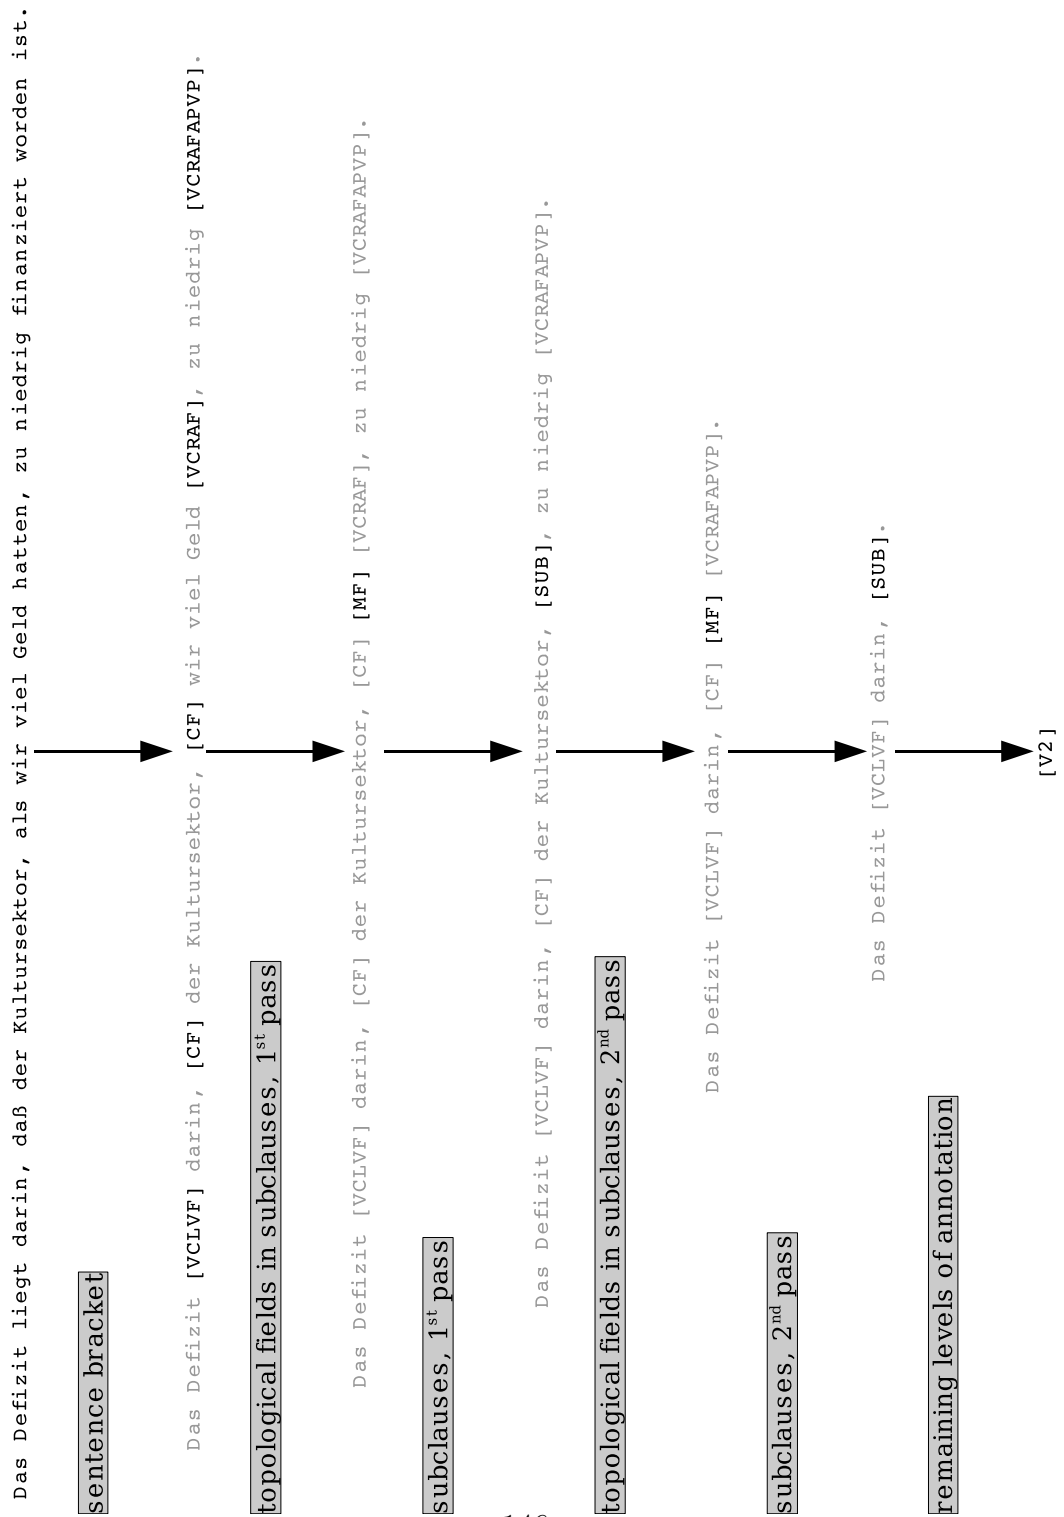 Das Defizit liegt darin, daß der Kultursektor, als wir viel Geld hatten, zu niedrig finanziert worden ist.
sentence bracket
Das Defizit [VCLVF] darin, [CF] der Kultursektor, [CF] wir viel Geld [VCRAF], zu niedrig [VCRAFAPVP].
topological fields in subclauses, 1st pass
Das Defizit [VCLVF] darin, [CF] der Kultursektor, [CF] [MF] [VCRAF], zu niedrig [VCRAFAPVP].
subclauses, 1st pass
Das Defizit [VCLVF] darin, [CF] der Kultursektor, [SUB], zu niedrig [VCRAFAPVP].
topological fields in subclauses, 2nd pass
Das Defizit [VCLVF] darin, [CF] [MF] [VCRAFAPVP].
subclauses, 2nd pass
Das Defizit [VCLVF] darin, [SUB].
remaining levels of annotation
[V2]